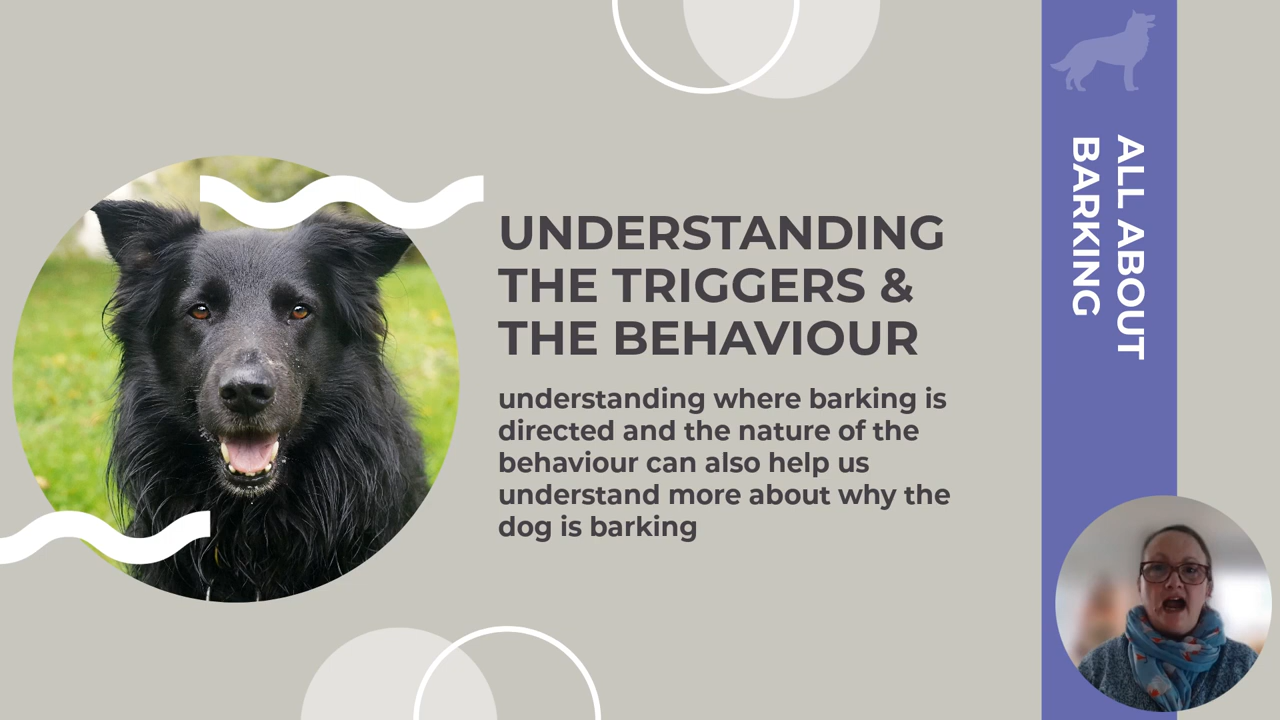 UNDERSTANDING
THE TRIGGERS &
THE BEHAVIOUR
understanding where barking is
directed and the nature of the
behaviour can also help us
understand more about why the
dog is barking
ALL ABOUT
BARKING